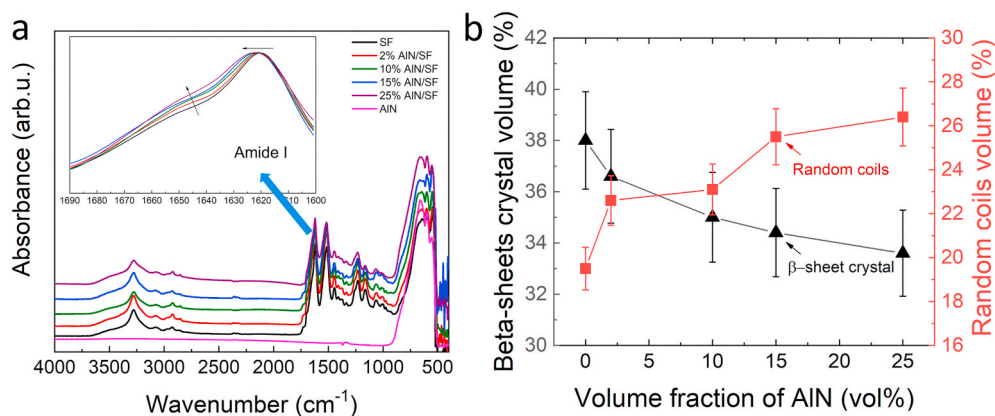 a
SF
2% AlN/SF
10% AlN/SF
15% AlN/SF
25% AlN/SF
AlN
Amide I
1690 1680 1670 1660 1650 1640 1630 1620 1610 1600
Absorbance (arb.u.)
4000 3500 3000 2500 2000 1500 1000 500
Wavenumber (cm⁻¹)
b
Beta-sheets crystal volume (%)
42
40
38
36
34
32
30
Random coils
β-sheet crystal
0 5 10 15 20 25
Volume fraction of AlN (vol%)
30
28
26
24
22
20
18
16
Random coils volume (%)